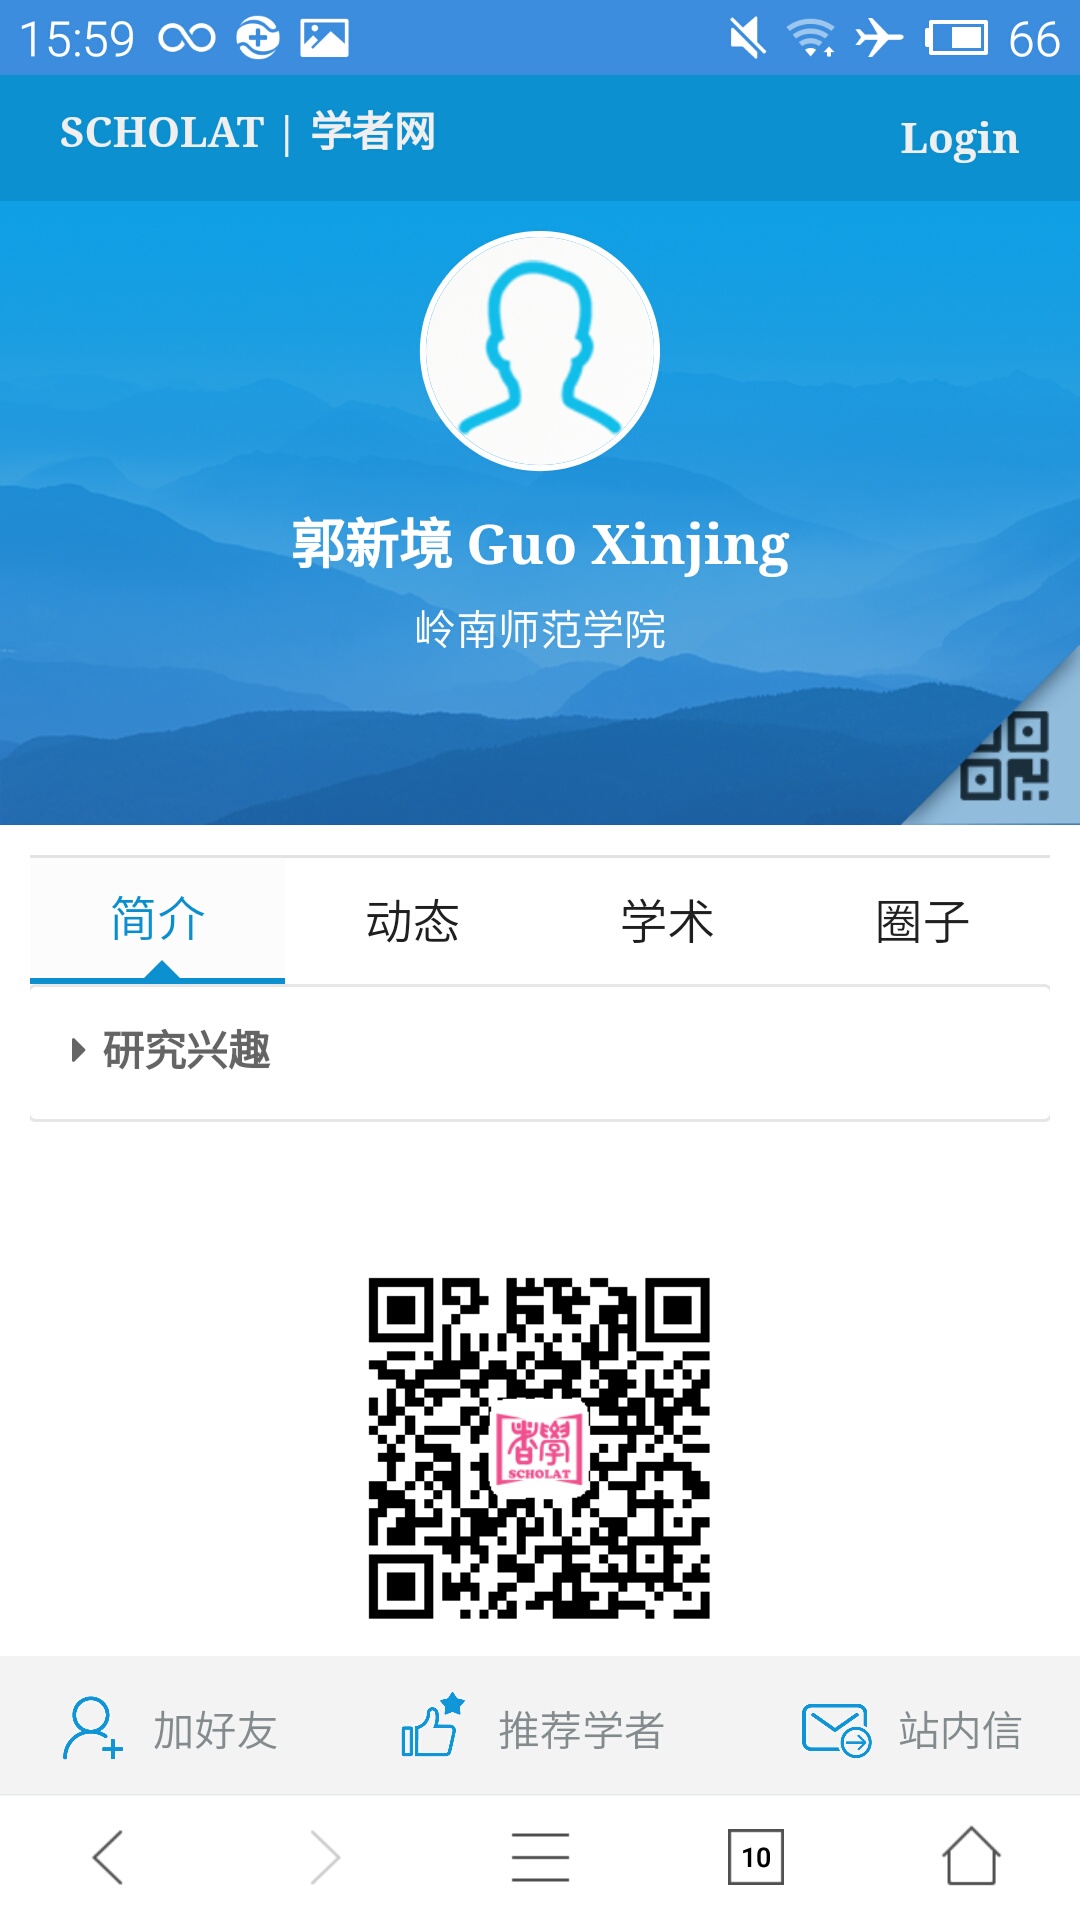 15:59 66
SCHOLAT | 学者网 Login
郭新境 Guo Xinjing
岭南师范学院
简介 动态 学术 圈子
研究兴趣
者學
SCHOLAT
加好友 推荐学者 站内信
10